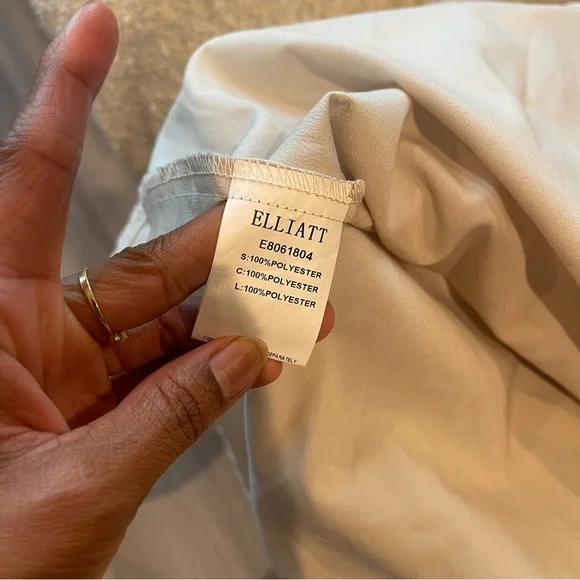 ELLIATT
E8061804
S:100%POLYESTER
C:100%POLYESTER
L:100%POLYESTER